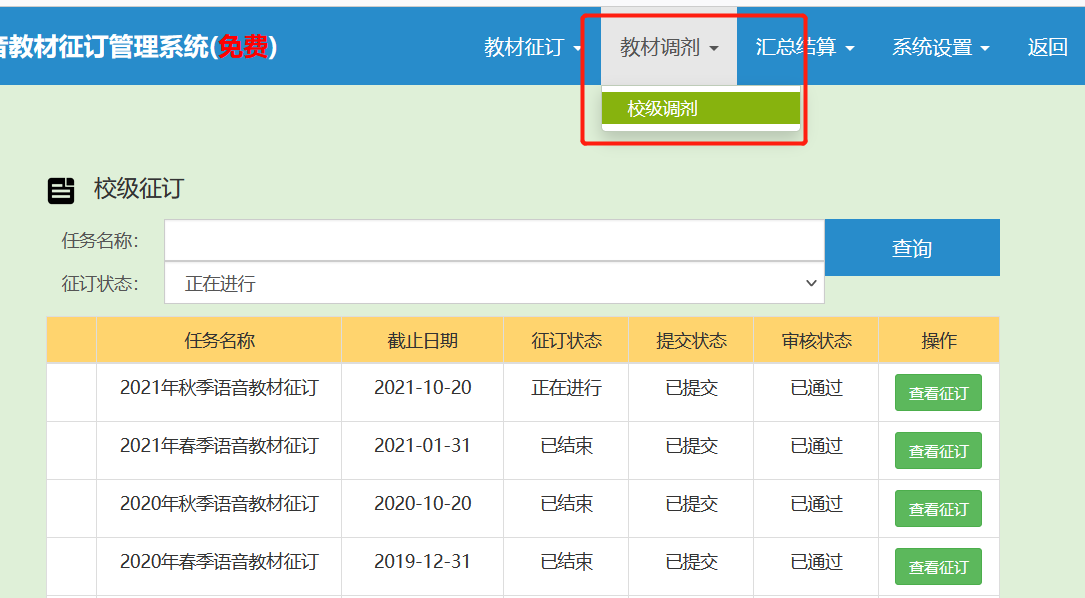 音教材征订管理系统(免费) 教材征订 教材调剂 汇总结算 系统设置 返回
校级调剂
校级征订
任务名称：
查询
征订状态： 正在进行
任务名称 截止日期 征订状态 提交状态 审核状态 操作
2021年秋季语音教材征订 2021-10-20 正在进行 已提交 已通过 查看征订
2021年春季语音教材征订 2021-01-31 已结束 已提交 已通过 查看征订
2020年秋季语音教材征订 2020-10-20 已结束 已提交 已通过 查看征订
2020年春季语音教材征订 2019-12-31 已结束 已提交 已通过 查看征订